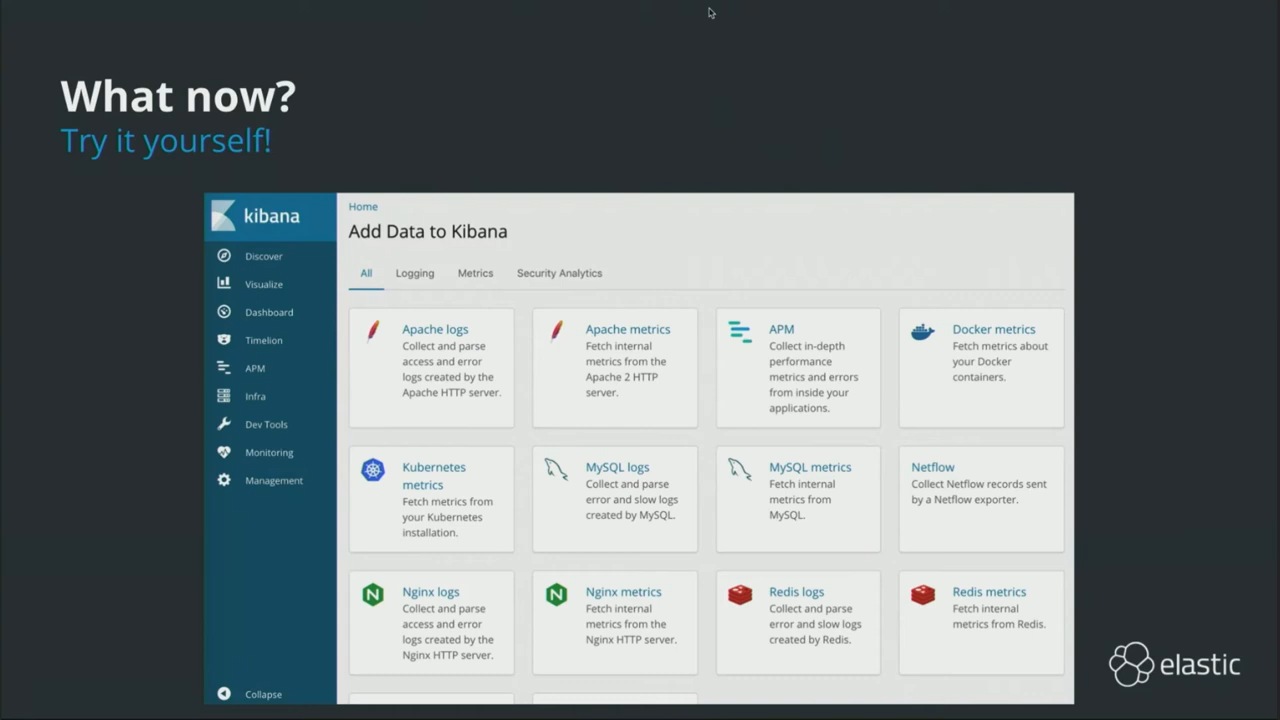 What now?
Try it yourself!
kibana
Discover
Visualize
Dashboard
Timelion
APM
Infra
Dev Tools
Monitoring
Management
Collapse
Home
Add Data to Kibana
All
Logging
Metrics
Security Analytics
Apache logs
Collect and parse
access and error
logs created by the
Apache HTTP server.
Apache metrics
Fetch internal
metrics from the
Apache 2 HTTP
server.
APM
Collect in-depth
performance
metrics and errors
from inside your
applications.
Docker metrics
Fetch metrics about
your Docker
containers.
Kubernetes
metrics
Fetch metrics from
your Kubernetes
installation.
MySQL logs
Collect and parse
error and slow logs
created by MySQL.
MySQL metrics
Fetch internal
metrics from
MySQL.
Netflow
Collect Netflow records sent
by a Netflow exporter.
Nginx logs
Collect and parse
access and error
logs created by the
Nginx HTTP server.
Nginx metrics
Fetch internal
metrics from the
Nginx HTTP server.
Redis logs
Collect and parse
error and slow logs
created by Redis.
Redis metrics
Fetch internal
metrics from Redis.
elastic